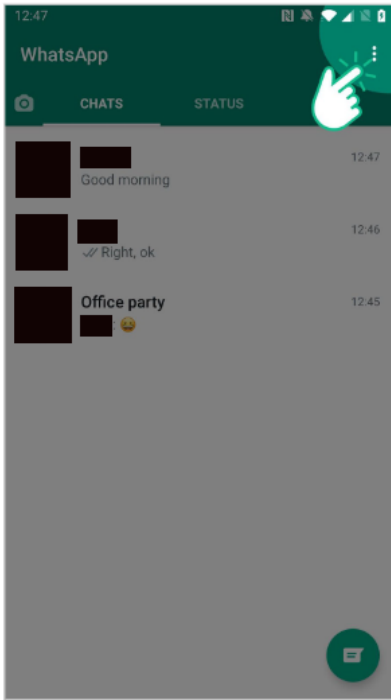 12:47
WhatsApp
CHATS STATUS
12:47
Good morning
12:46
Right, ok
Office party 12:45
: 😆